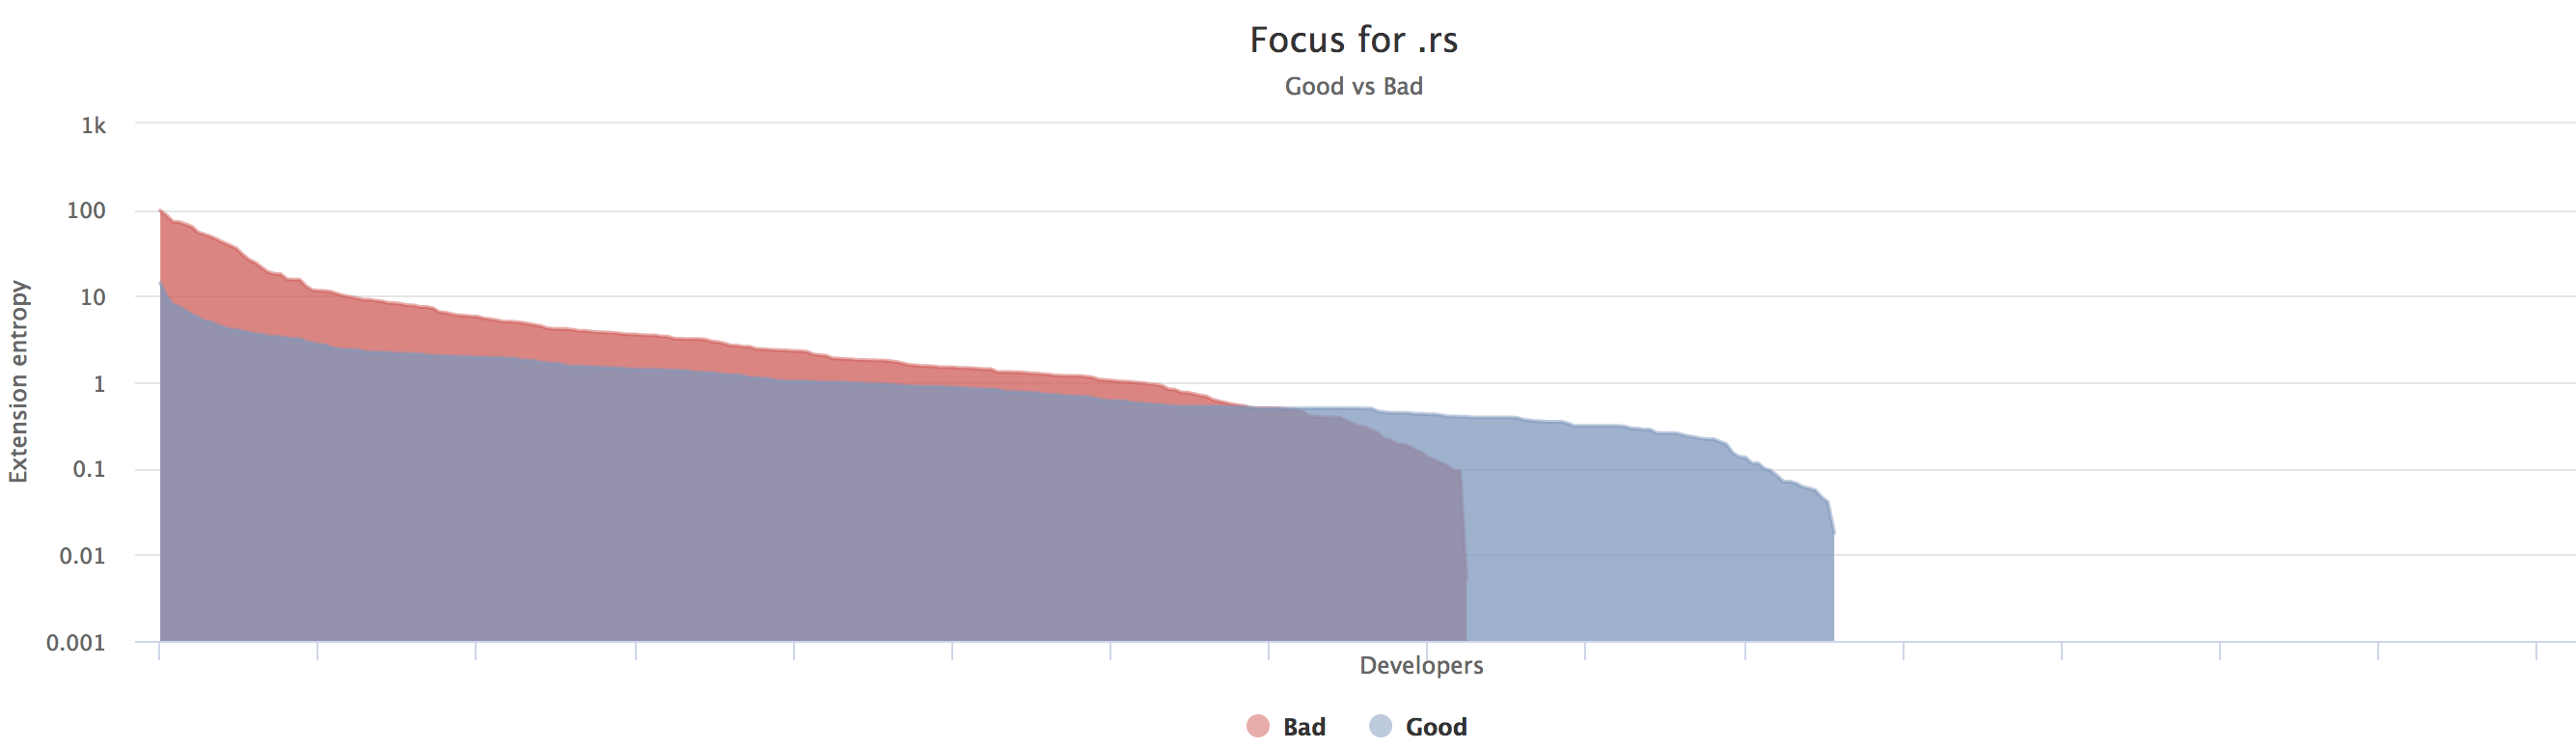 Focus for .rs
Good vs Bad
Extension entropy
1k
100
10
1
0.1
0.01
0.001
Developers
Bad
Good